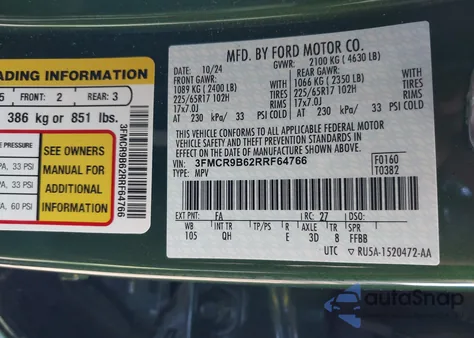 ADING INFORMATION
5 FRONT: 2 REAR: 3
386 kg or 851 lbs.
PA, 33 PSI
PA, 33 PSI
A, 60 PSI
SEE OWNERS
MANUAL FOR
ADDITIONAL
INFORMATION
3FMCR9B62RRF64766
MFD. BY FORD MOTOR CO.
10/24 GVWR: 2100 KG ( 4630 LB)
FRONT GAWR: REAR GAWR:
1089 KG ( 2400 LB) 1066 KG ( 2350 LB)
225/65R17 102H TIRES 225/65R17 102H TIRES
17x7.0J RIMS 17x7.0J RIMS
AT 230 kPa/ 33 PSI COLD AT 230 kPa/ 33 PSI COLD
THIS VEHICLE CONFORMS TO ALL APPLICABLE FEDERAL MOTOR
VEHICLE SAFETY AND THEFT PREVENTION STANDARDS IN EFFECT ON
THE DATE OF MANUFACTURE SHOWN ABOVE.
VIN: 3FMCR9B62RRF64766 F0160
TYPE: MPV T0382
EXT PNT: FA RC: 27
WB INT TR TP/PS R AXLE TR SPR
105 QH E 3D 8 FFBB
UTC RU5A-1520472-AA
autoSnap